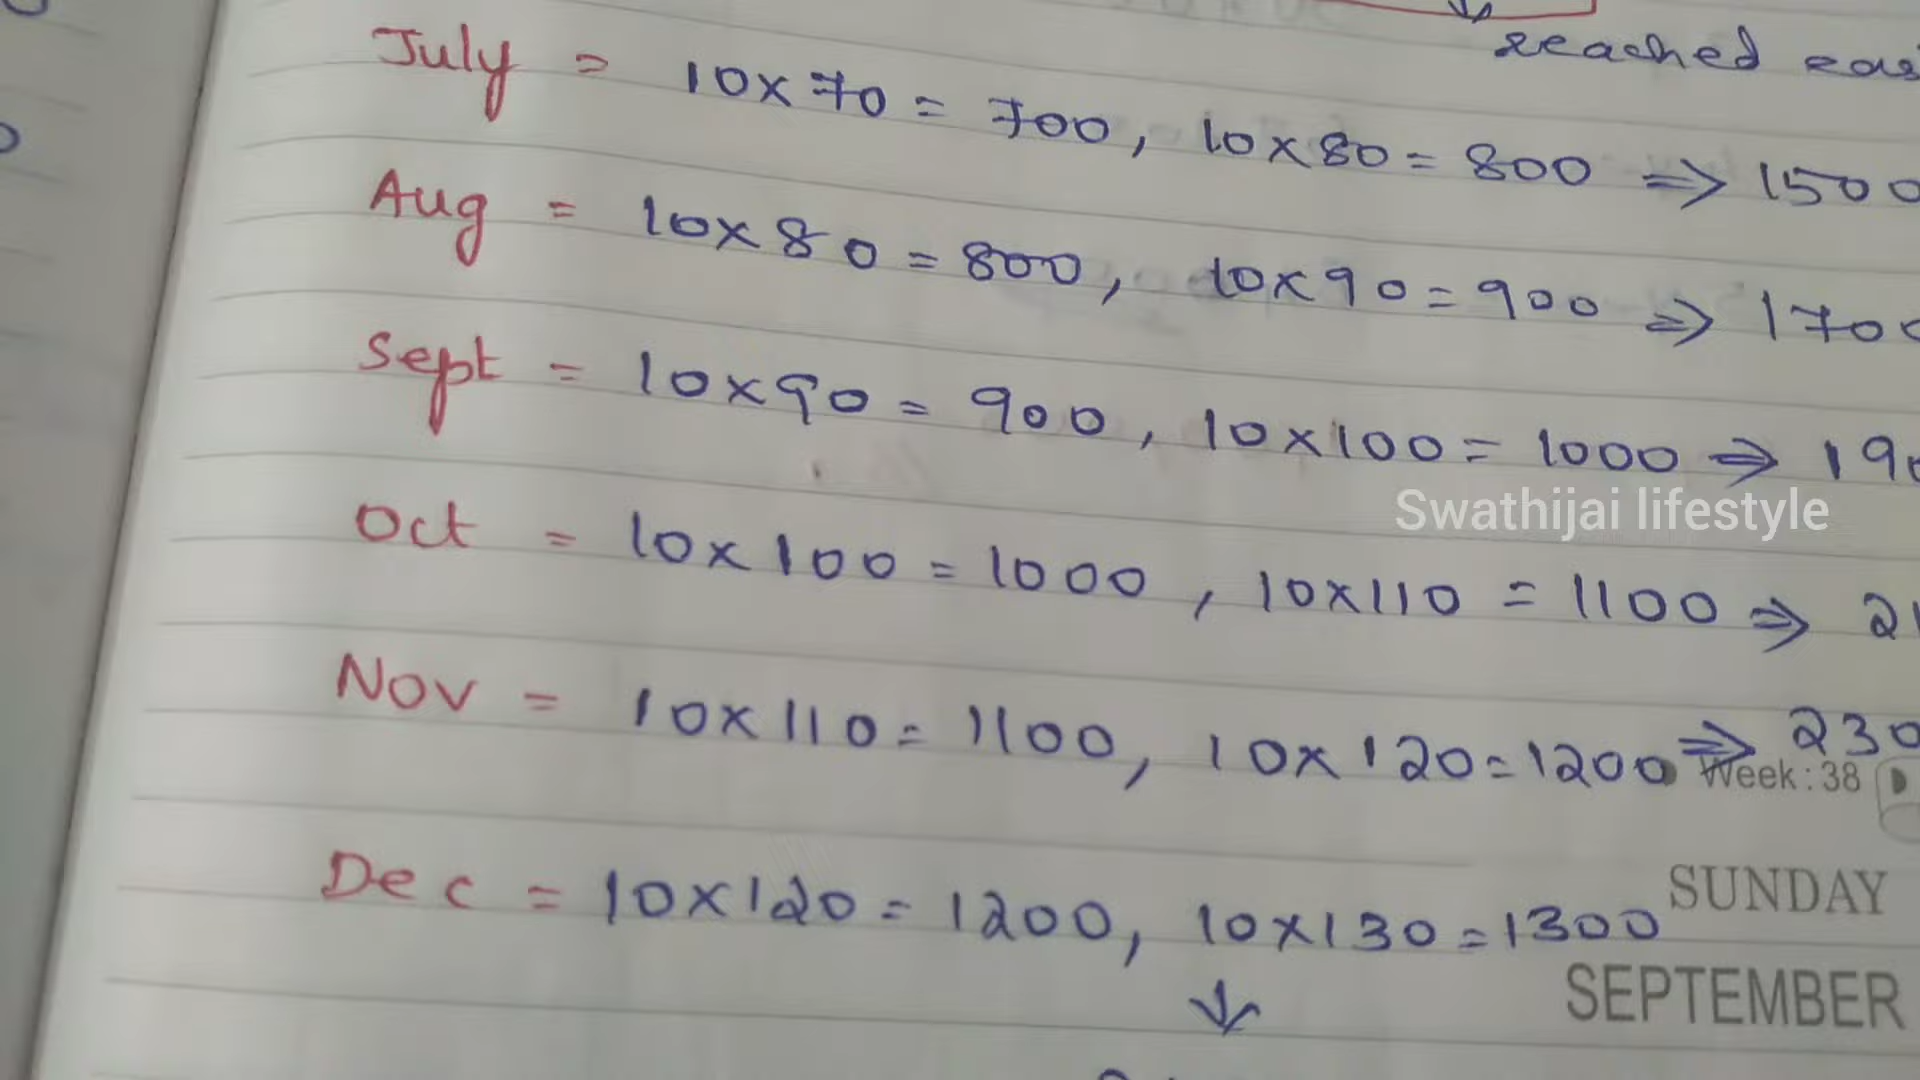 reached
July = 10x70 = 700, 10x80 = 800 => 1500
Aug = 10x80 = 800, 10x90 = 900 => 1700
Sept = 10x90 = 900, 10x100 = 1000 =>
Swathijai lifestyle
Oct = 10x100 = 1000, 10x110 = 1100 =>
Nov = 10x110 = 1100, 10x120 = 1200 => 230
Week: 38
Dec = 10x120 = 1200, 10x130 = 1300
SUNDAY
SEPTEMBER